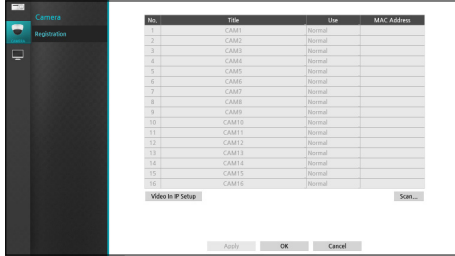 Camera
Registration
No. Title Use MAC Address
1 CAM1 Normal
2 CAM2 Normal
3 CAM3 Normal
4 CAM4 Normal
5 CAM5 Normal
6 CAM6 Normal
7 CAM7 Normal
8 CAM8 Normal
9 CAM9 Normal
10 CAM10 Normal
11 CAM11 Normal
12 CAM12 Normal
13 CAM13 Normal
14 CAM14 Normal
15 CAM15 Normal
16 CAM16 Normal
Video In IP Setup Scan...
Apply OK Cancel